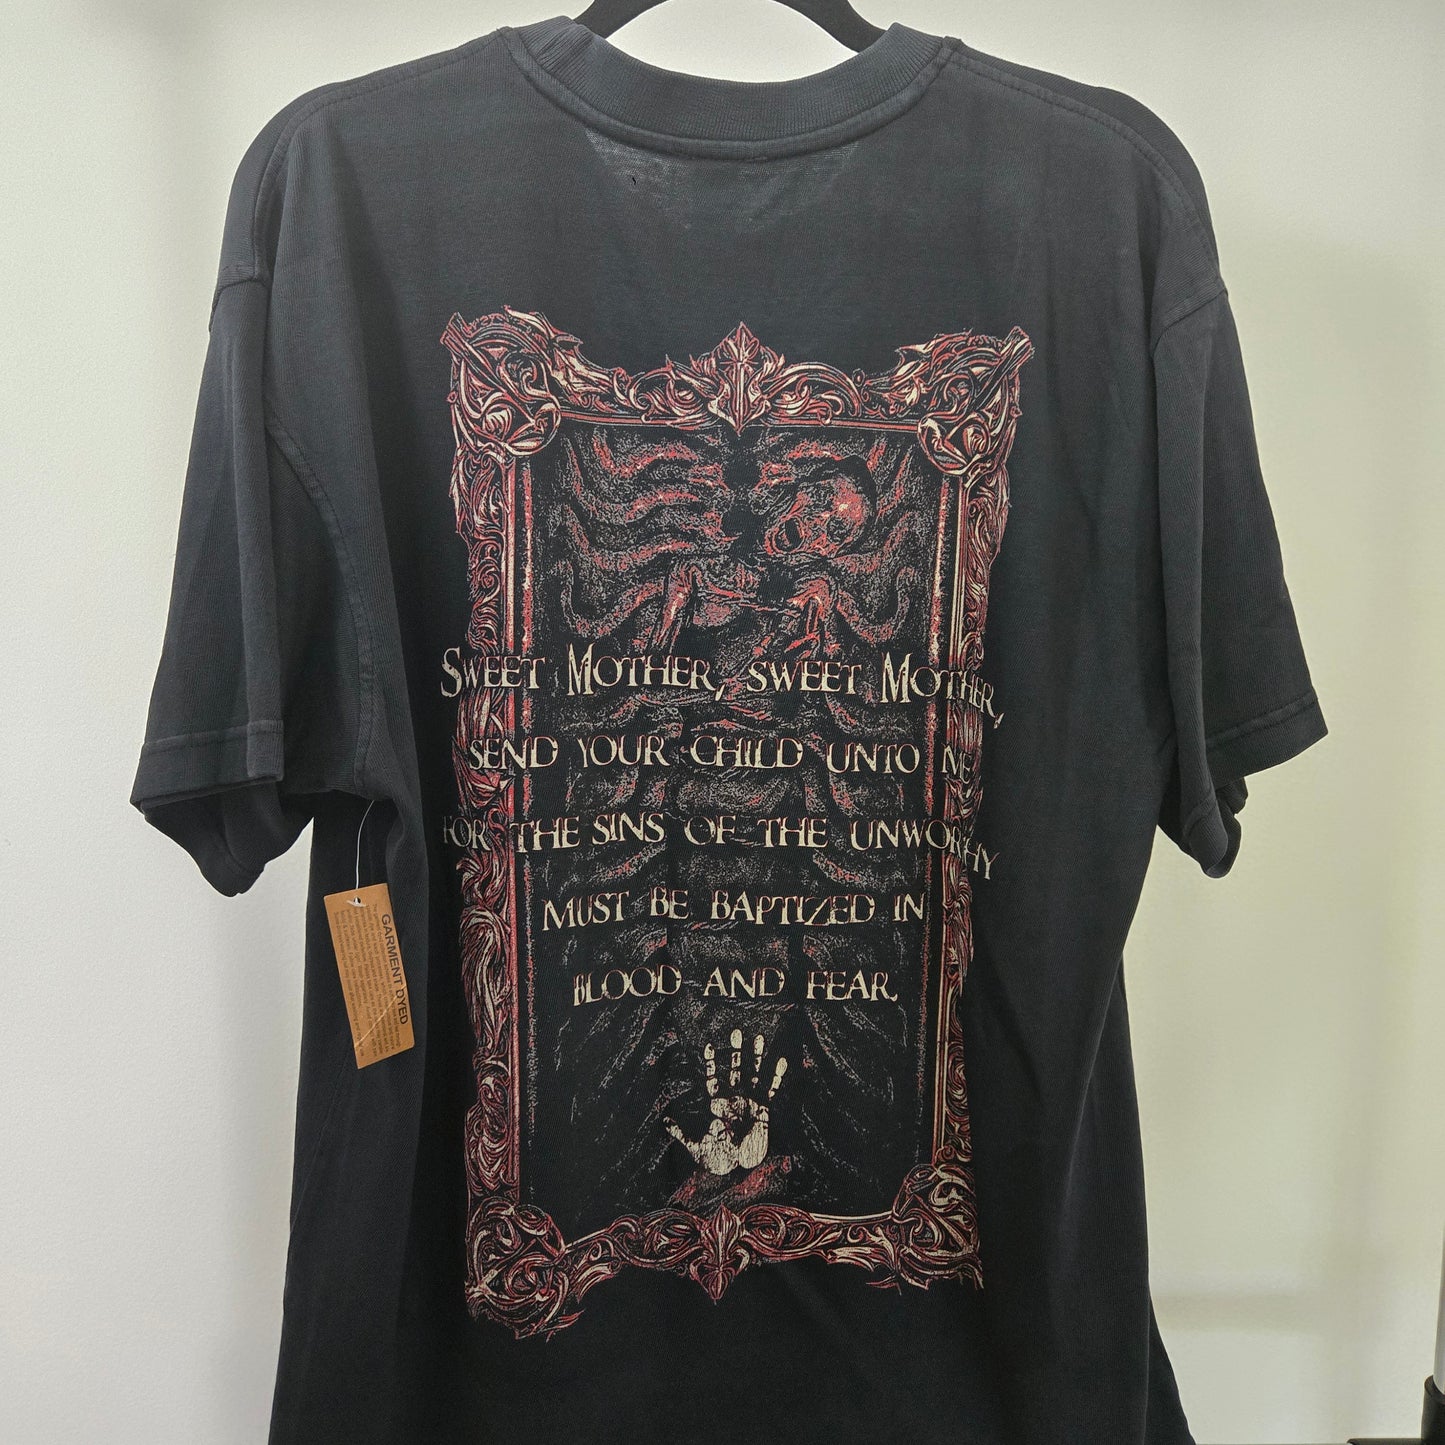 Sweet Mother, sweet Mother,
send your child unto me,
for the sins of the unworthy
must be baptized in
blood and fear.
GARMENT DYED